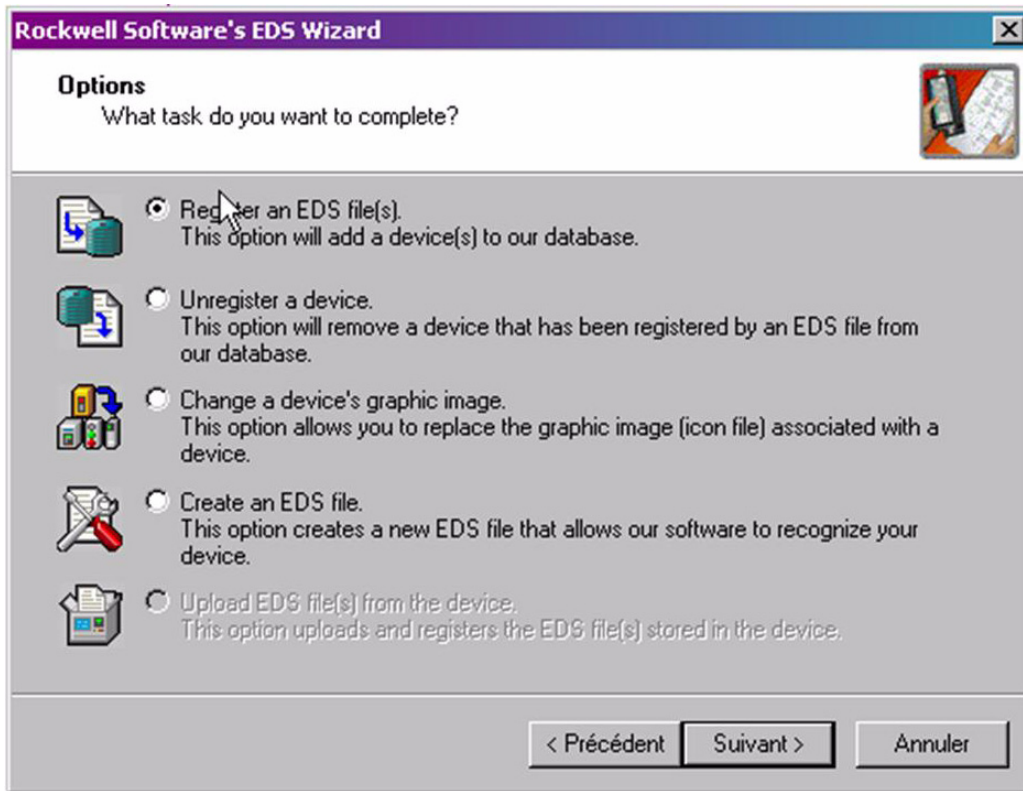 Rockwell Software's EDS Wizard
Options
What task do you want to complete?
Register an EDS file(s).
This option will add a device(s) to our database.
Unregister a device.
This option will remove a device that has been registered by an EDS file from
our database.
Change a device's graphic image.
This option allows you to replace the graphic image (icon file) associated with a
device.
Create an EDS file.
This option creates a new EDS file that allows our software to recognize your
device.
Upload EDS file(s) from the device.
This option uploads and registers the EDS file(s) stored in the device.
< Précédent Suivant > Annuler